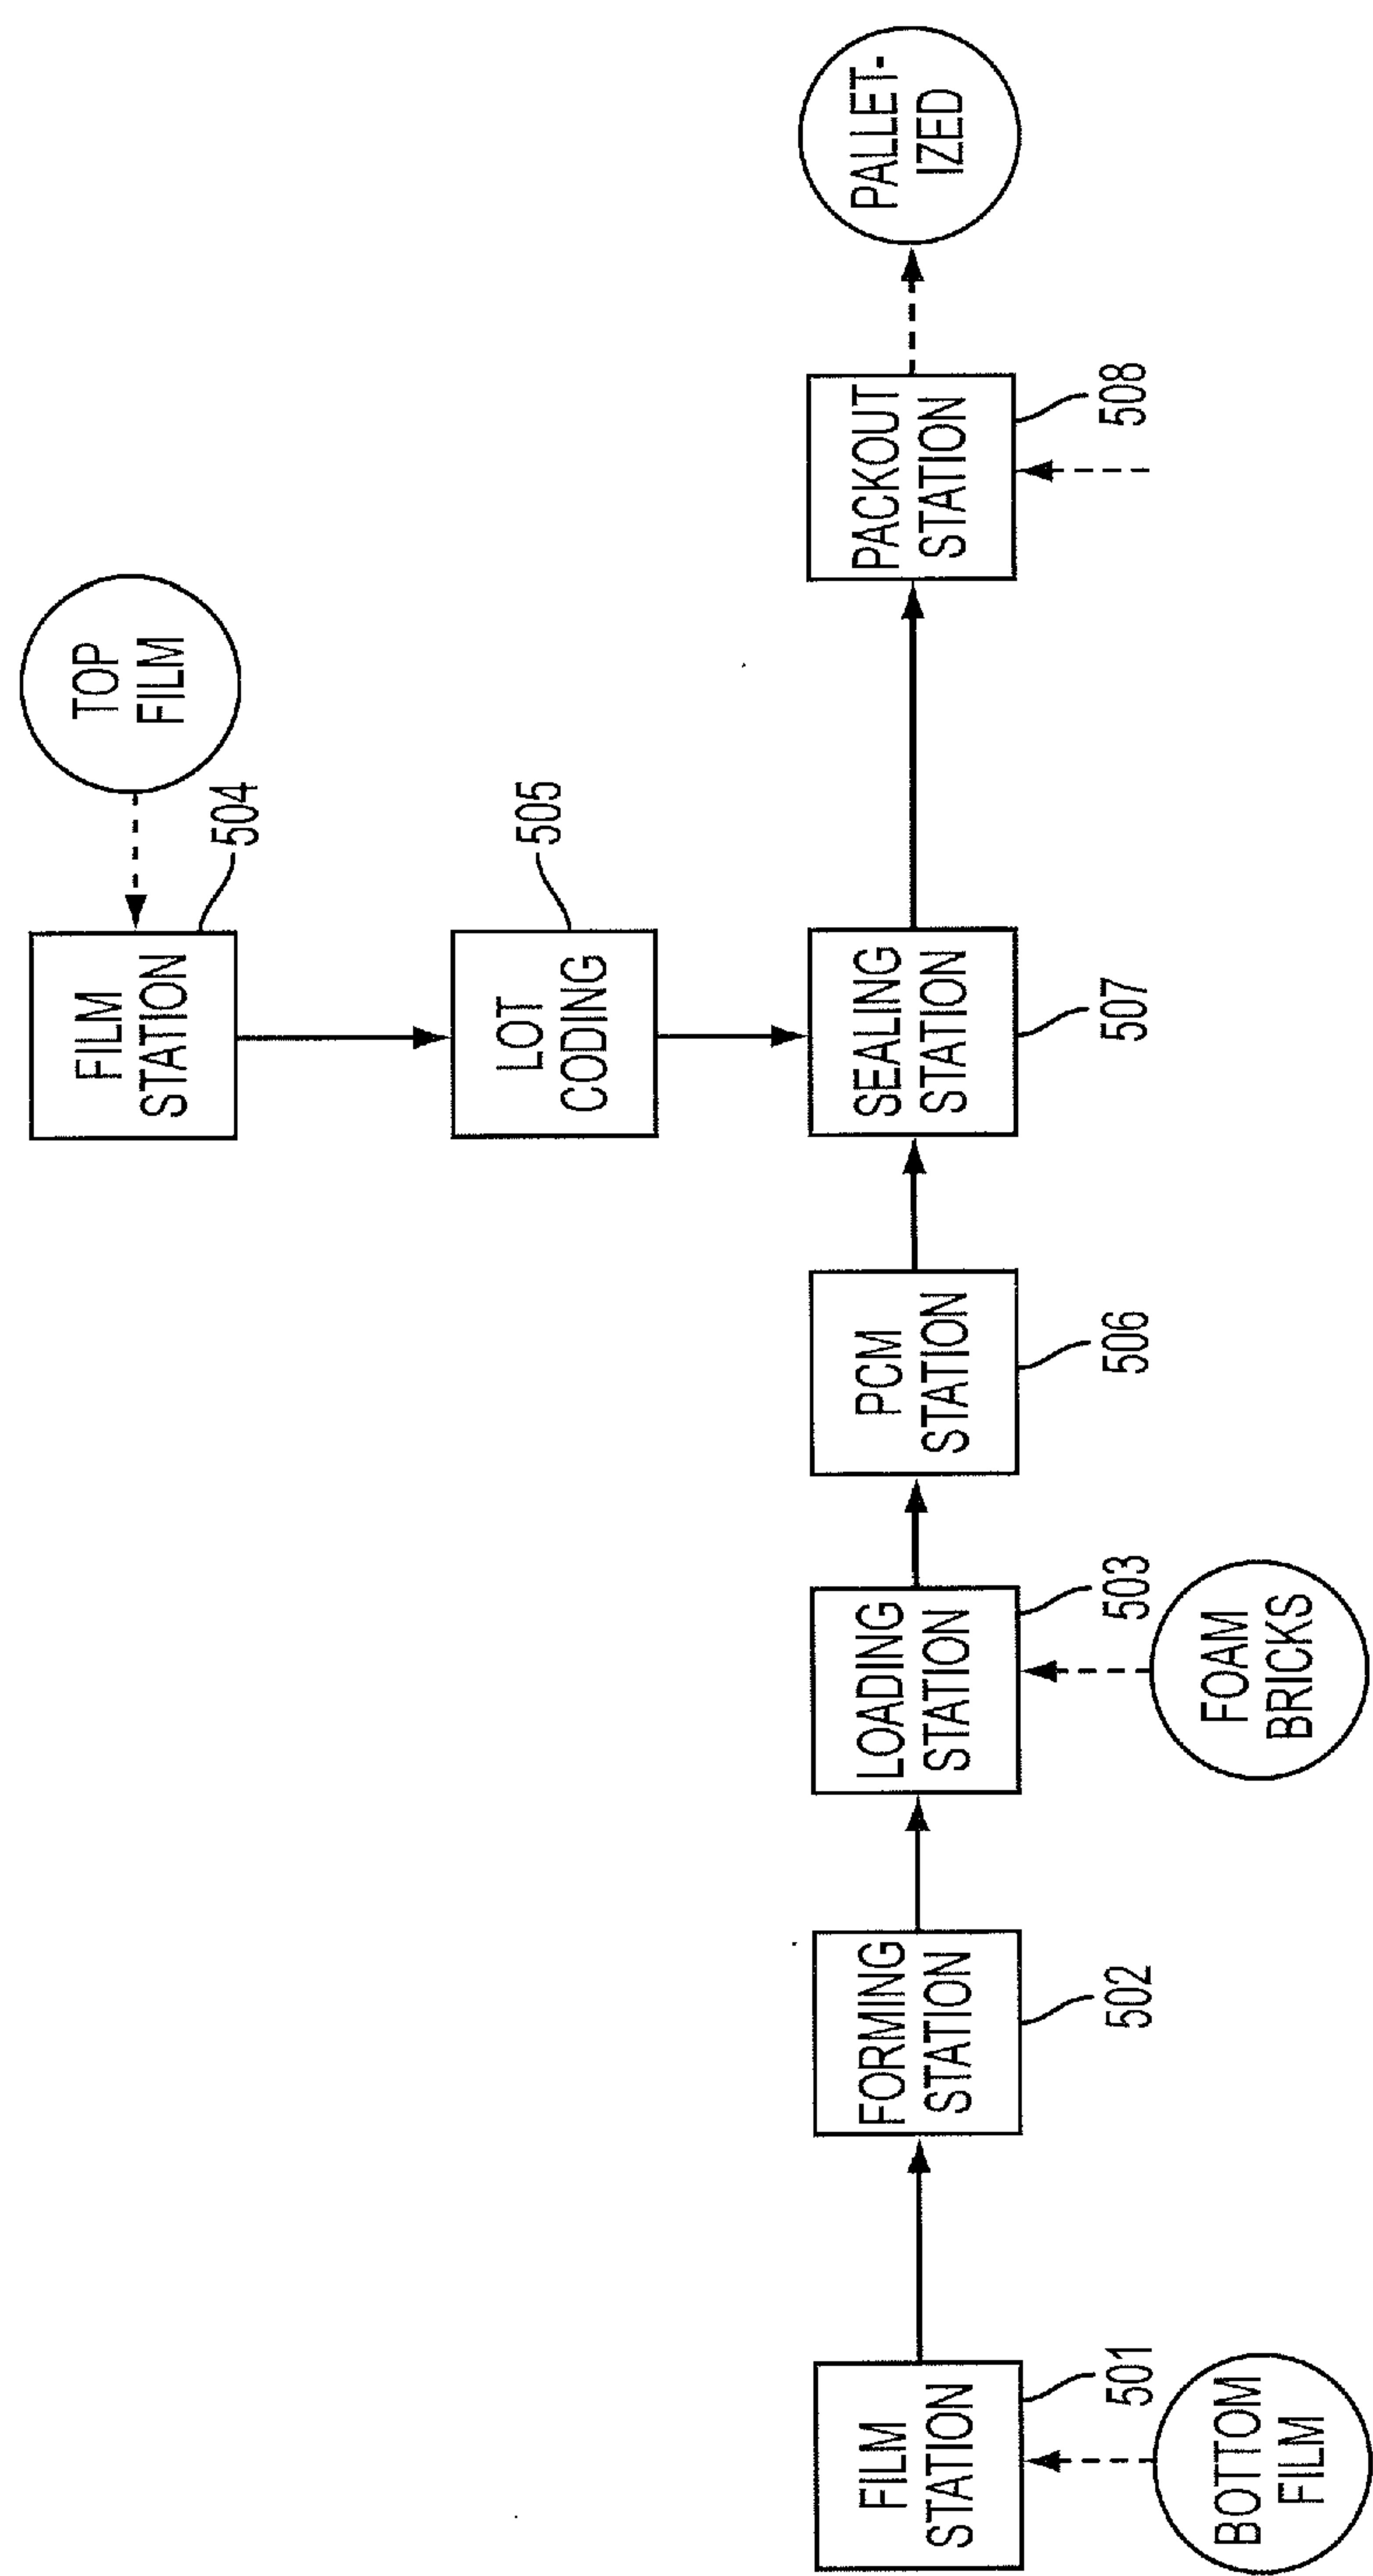 TOP
FILM
FILM
STATION
504
LOT
CODING
505
FILM
STATION
501
BOTTOM
FILM
FORMING
STATION
502
LOADING
STATION
503
FOAM
BRICKS
PCM
STATION
506
SEALING
STATION
507
PACKOUT
STATION
508
PALLET-
IZED